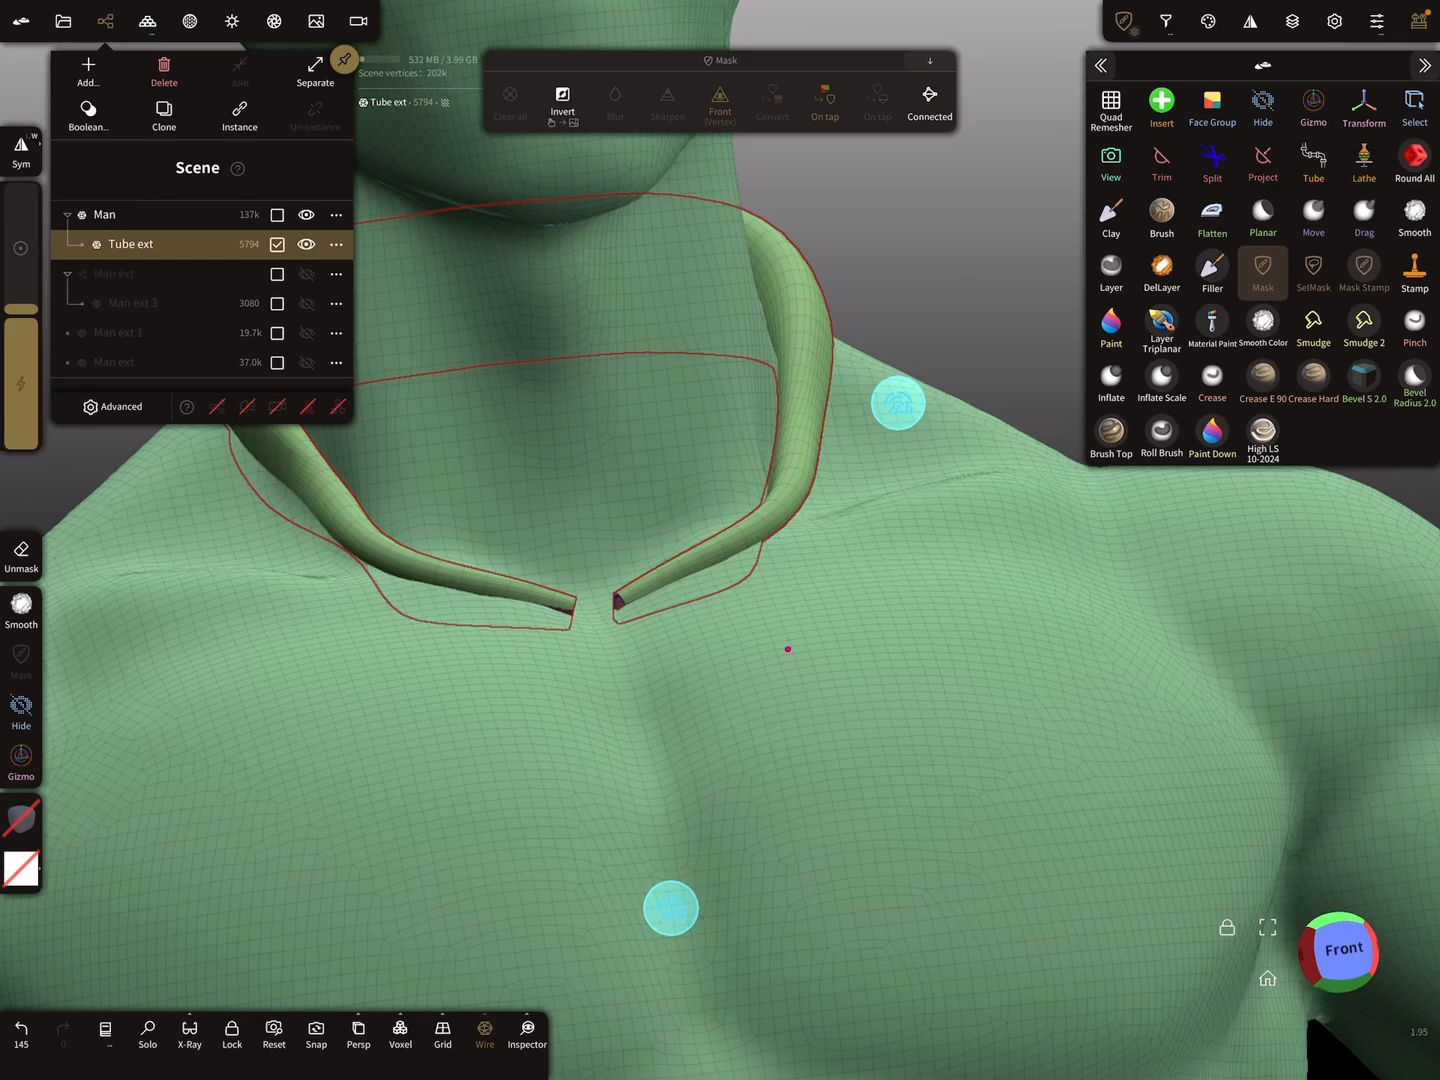 532 MB / 3.99 GB
Scene vertices: 202k
Tube ext - 5794 -
Add...
Delete
Join
Separate
Boolean...
Clone
Instance
Un-instance
Scene
Man 137k
Tube ext 5794
Man ext
Man ext 3 3080
Man ext 1 19.7k
Man ext 37.0k
Advanced
Mask
Clear all
Invert
Blur
Sharpen
Front
(Vertex)
Convert
On tap
On tap
Connected
Quad
Remesher
Insert
Face Group
Hide
Gizmo
Transform
Select
View
Trim
Split
Project
Tube
Lathe
Round All
Clay
Brush
Flatten
Planar
Move
Drag
Smooth
Layer
DelLayer
Filler
Mask
SelMask
Mask Stamp
Stamp
Paint
Layer
Triplanar
Material Paint
Smooth Color
Smudge
Smudge 2
Pinch
Inflate
Inflate Scale
Crease
Crease E 90
Crease Hard
Bevel S 2.0
Bevel
Radius 2.0
Brush Top
Roll Brush
Paint Down
High LS
10-2024
Sym
Unmask
Smooth
Mask
Hide
Gizmo
Front
1.95
145
0
...
Solo
X-Ray
Lock
Reset
Snap
Persp
Voxel
Grid
Wire
Inspector